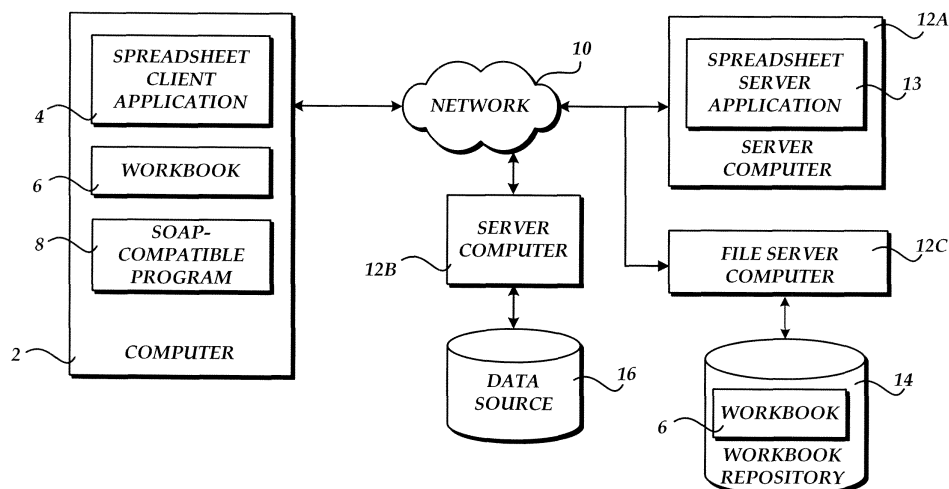 SPREADSHEET
CLIENT
APPLICATION
4
WORKBOOK
6
SOAP-
COMPATIBLE
PROGRAM
8
2
COMPUTER
10
NETWORK
SERVER
COMPUTER
12B
DATA
SOURCE
16
12A
SPREADSHEET
SERVER
APPLICATION
13
SERVER
COMPUTER
12C
FILE SERVER
COMPUTER
14
WORKBOOK
6
WORKBOOK
REPOSITORY